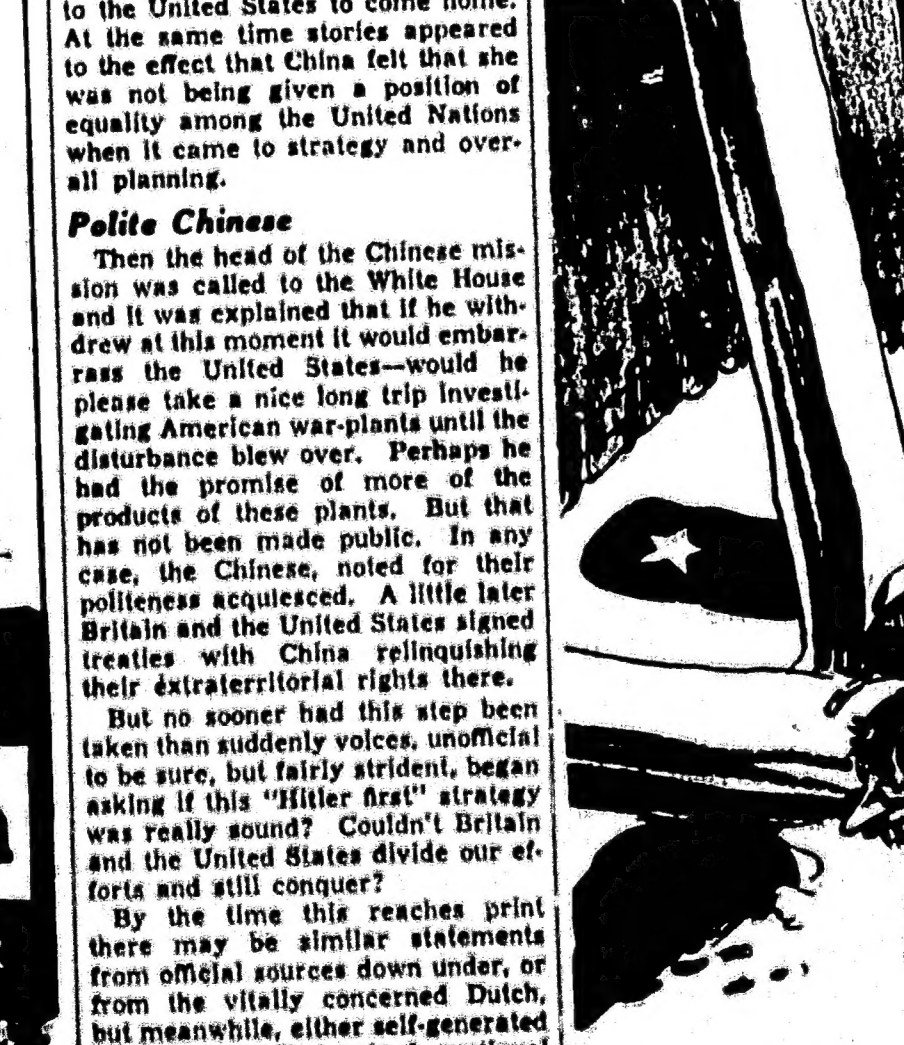 to the United States to come home.
At the same time stories appeared
to the effect that China felt that she
was not being given a position of
equality among the United Nations
when it came to strategy and over-
all planning.
Polite Chinese
Then the head of the Chinese mis-
sion was called to the White House
and it was explained that if he with-
drew at this moment it would embar-
rass the United States—would he
please take a nice long trip investi-
gating American war-plants until the
disturbance blew over. Perhaps he
had the promise of more of the
products of these plants. But that
has not been made public. In any
case, the Chinese, noted for their
politeness acquiesced. A little later
Britain and the United States signed
treaties with China relinquishing
their extraterritorial rights there.
But no sooner had this step been
taken than suddenly voices, unofficial
to be sure, but fairly strident, began
asking if this "Hitler first" strategy
was really sound? Couldn't Britain
and the United States divide our ef-
forts and still conquer?
By the time this reaches print
there may be similar statements
from official sources down under, or
from the vitally concerned Dutch,
but meanwhile, either self-generated